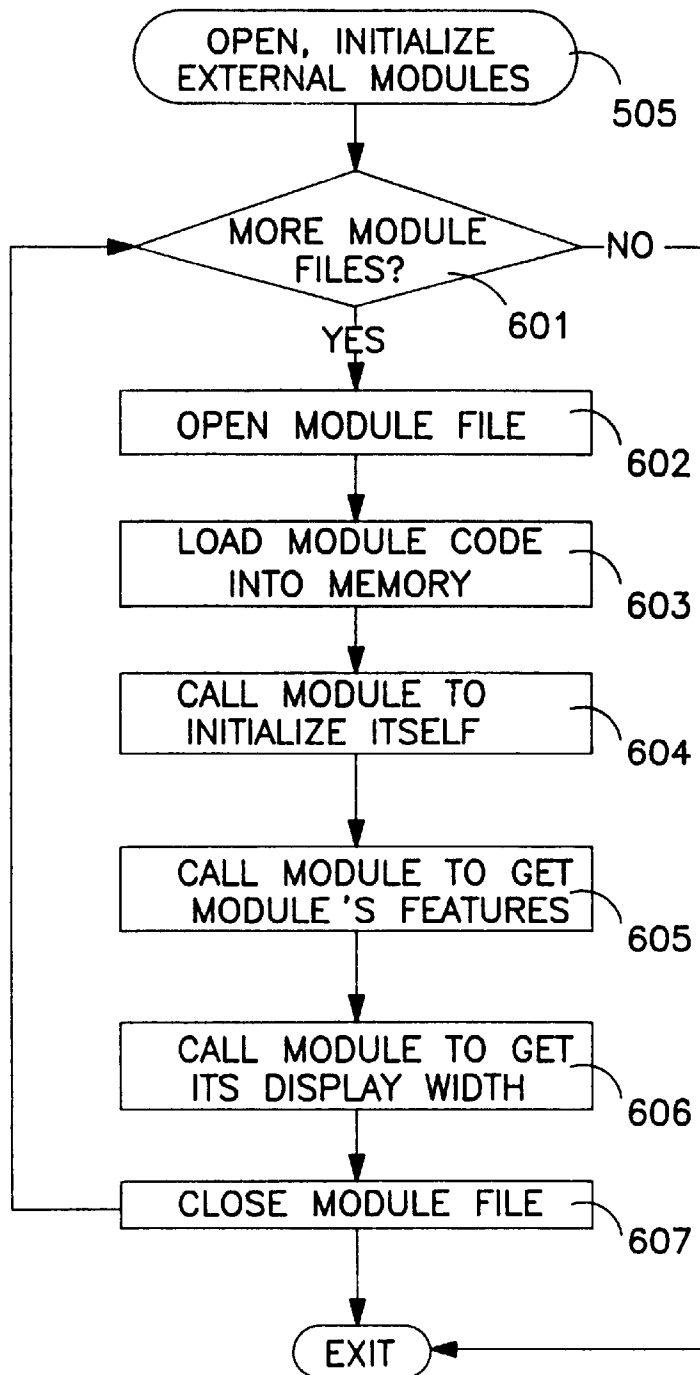 OPEN, INITIALIZE
EXTERNAL MODULES
505
MORE MODULE
FILES?
NO
601
YES
OPEN MODULE FILE
602
LOAD MODULE CODE
INTO MEMORY
603
CALL MODULE TO
INITIALIZE ITSELF
604
CALL MODULE TO GET
MODULE'S FEATURES
605
CALL MODULE TO GET
ITS DISPLAY WIDTH
606
CLOSE MODULE FILE
607
EXIT